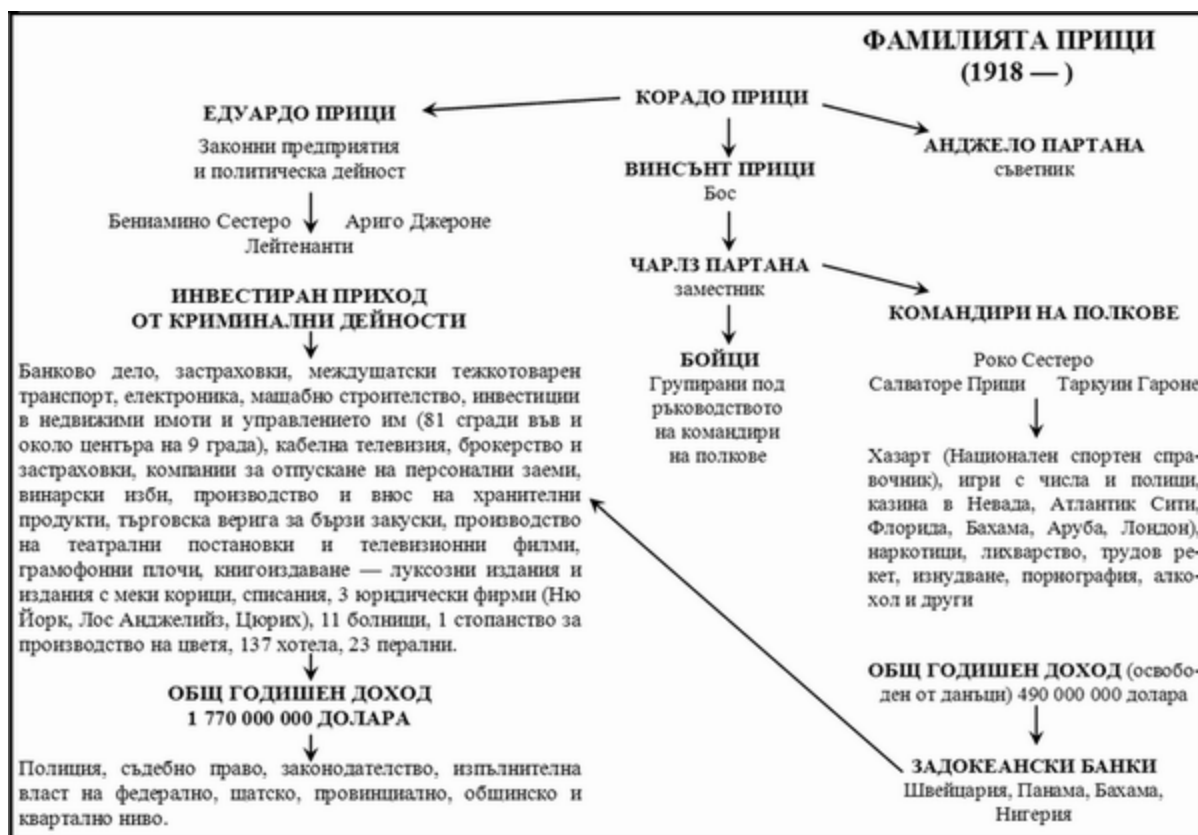 ФАМИЛИЯТА ПРИЦИ
(1918 — )
КОРАДО ПРИЦИ
ЕДУАРДО ПРИЦИ
Законни предприятия
и политическа дейност
Бениамино Сестеро Ариго Джероне
Лейтенанти
ИНВЕСТИРАН ПРИХОД
ОТ КРИМИНАЛНИ ДЕЙНОСТИ
Банково дело, застраховки, междущатски тежкотоварен
транспорт, електроника, мащабно строителство, инвестиции
в недвижими имоти и управлението им (81 сгради във и
около центъра на 9 града), кабелна телевизия, брокерство и
застраховки, компании за отпускане на персонални заеми,
винарски изби, производство и внос на хранителни
продукти, търговска верига за бързи закуски, производство
на театрални постановки и телевизионни филми,
грамофонни плочи, книгоиздаване — луксозни издания и
издания с меки корици, списания, 3 юридически фирми (Ню
Йорк, Лос Анджелийз, Цюрих), 11 болници, 1 стопанство за
производство на цветя, 137 хотела, 23 перални.
ОБЩ ГОДИШЕН ДОХОД
1 770 000 000 ДОЛАРА
Полиция, съдебно право, законодателство, изпълнителна
власт на федерално, щатско, провинциално, общинско и
квартално ниво.
ВИНСЪНТ ПРИЦИ
Бос
ЧАРЛЗ ПАРТАНА
заместник
БОЙЦИ
Групирани под
ръководството
на командири
на полкове
АНДЖЕЛО ПАРТАНА
съветник
КОМАНДИРИ НА ПОЛКОВЕ
Роко Сестеро
Салваторе Прици Таркуин Гароне
Хазарт (Национален спортен спра-
вочник), игри с числа и полици,
казина в Невада, Атлантик Сити,
Флорида, Бахама, Аруба, Лондон),
наркотици, лихварство, трудов ре-
кет, изнудване, порнография, алко-
хол и други
ОБЩ ГОДИШЕН ДОХОД (освобо-
ден от данъци) 490 000 000 долара
ЗАДОКЕАНСКИ БАНКИ
Швейцария, Панама, Бахама,
Нигерия